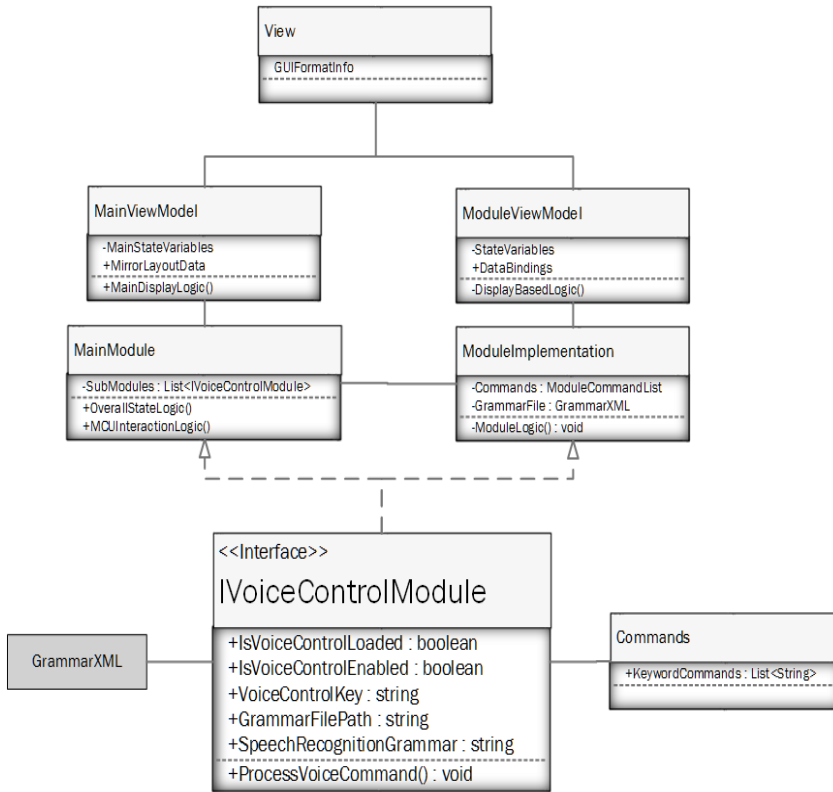 View
GUIFormatInfo
MainViewModel
-MainStateVariables
+MirrorLayoutData
+MainDisplayLogic()
ModuleViewModel
-StateVariables
+DataBindings
-DisplayBasedLogic()
MainModule
-SubModules : List<IVoiceControlModule>
+OverallStateLogic()
+MCUInteractionLogic()
ModuleImplementation
-Commands : ModuleCommandList
-GrammarFile : GrammarXML
-ModuleLogic() : void
<<Interface>>
IVoiceControlModule
+IsVoiceControlLoaded : boolean
+IsVoiceControlEnabled : boolean
+VoiceControlKey : string
+GrammarFilePath : string
+SpeechRecognitionGrammar : string
+ProcessVoiceCommand() : void
GrammarXML
Commands
+KeywordCommands : List<String>